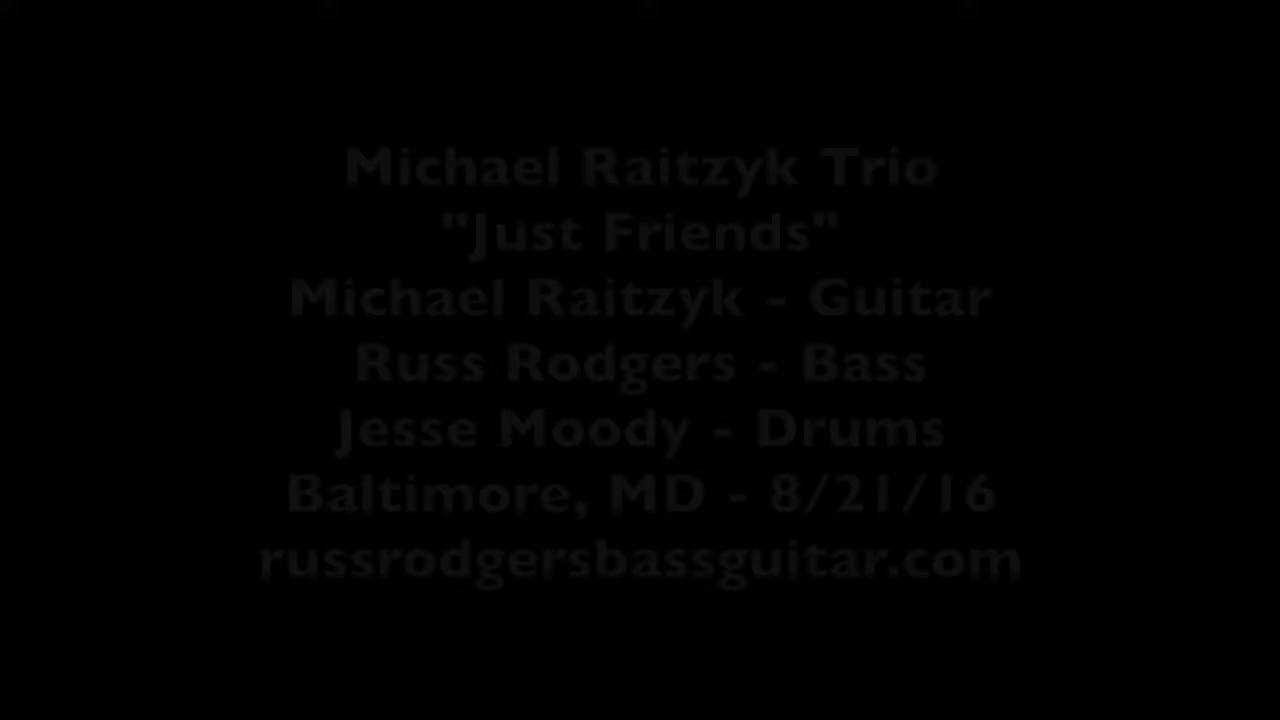 Michael Raitzyk Trio
"Just Friends"
Michael Raitzyk - Guitar
Russ Rodgers - Bass
Jesse Moody - Drums
Baltimore, MD - 8/21/16
russrodgersbassguitar.com